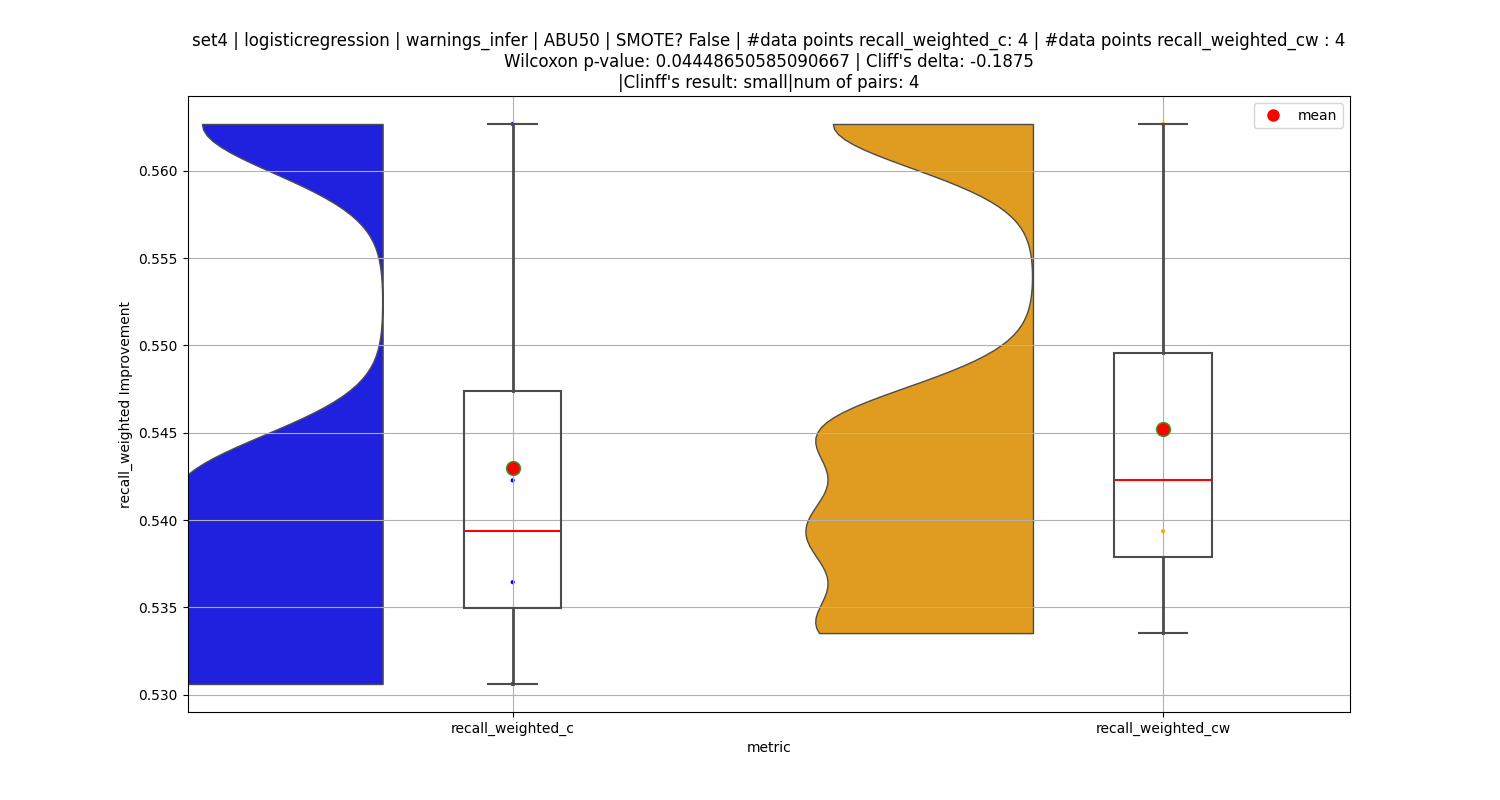 set4 | logisticregression | warnings_infer | ABU50 | SMOTE? False | #data points recall_weighted_c: 4 | #data points recall_weighted_cw : 4
Wilcoxon p-value: 0.04448650585090667 | Cliff's delta: -0.1875
|Clinff's result: small|num of pairs: 4
mean
0.560
0.555
0.550
0.545
0.540
0.535
0.530
recall_weighted Improvement
recall_weighted_c
recall_weighted_cw
metric